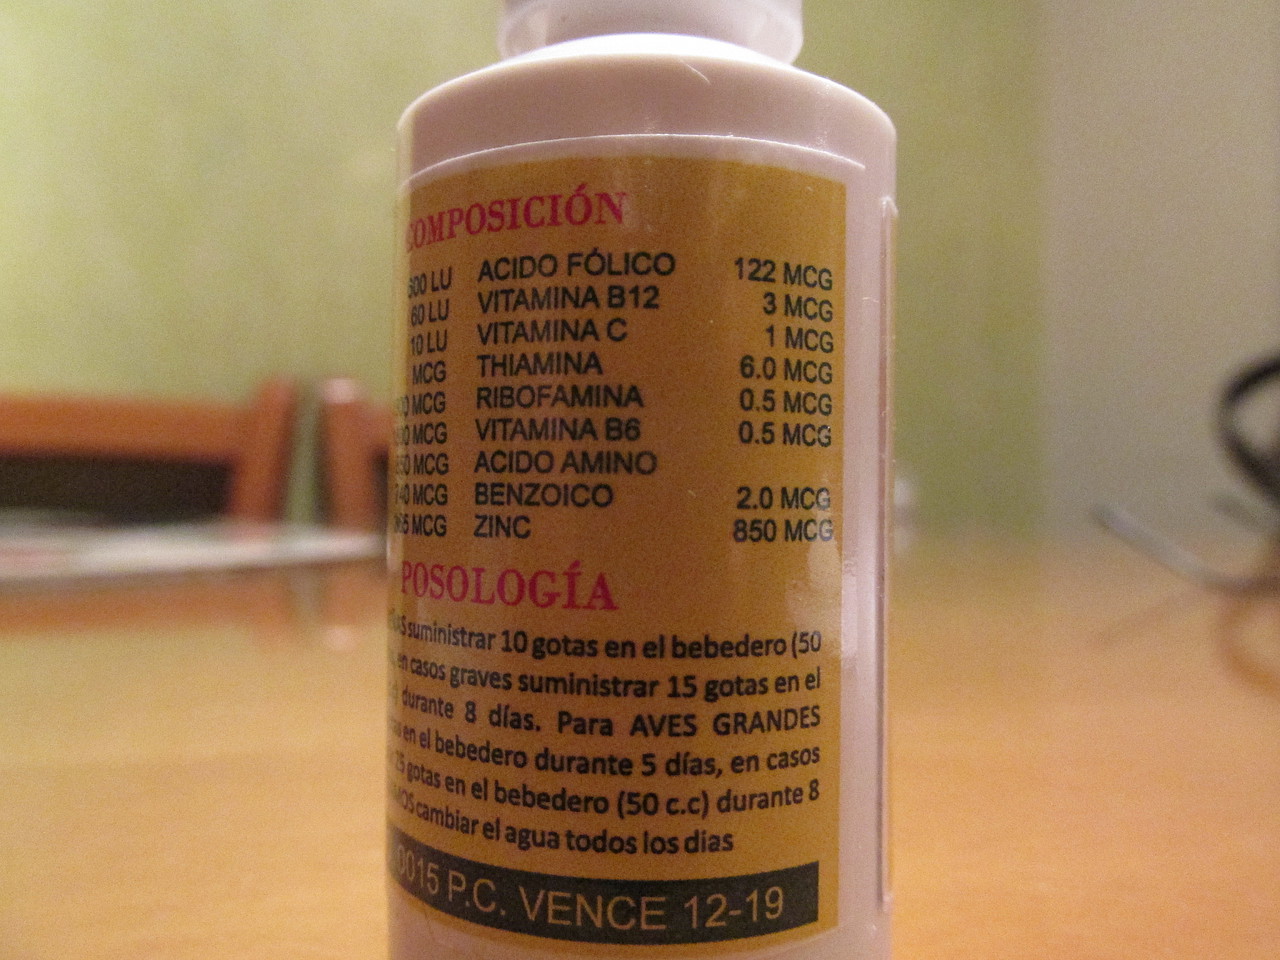 COMPOSICIÓN
LU ACIDO FÓLICO 122 MCG
60 LU VITAMINA B12 3 MCG
10 LU VITAMINA C 1 MCG
MCG THIAMINA 6.0 MCG
MCG RIBOFAMINA 0.5 MCG
MCG VITAMINA B6 0.5 MCG
MCG ACIDO AMINO
MCG BENZOICO 2.0 MCG
MCG ZINC 850 MCG
POSOLOGÍA
suministrar 10 gotas en el bebedero (50
en casos graves suministrar 15 gotas en el
durante 8 días. Para AVES GRANDES
en el bebedero durante 5 días, en casos
25 gotas en el bebedero (50 c.c) durante 8
cambiar el agua todos los dias
0015 P.C. VENCE 12-19